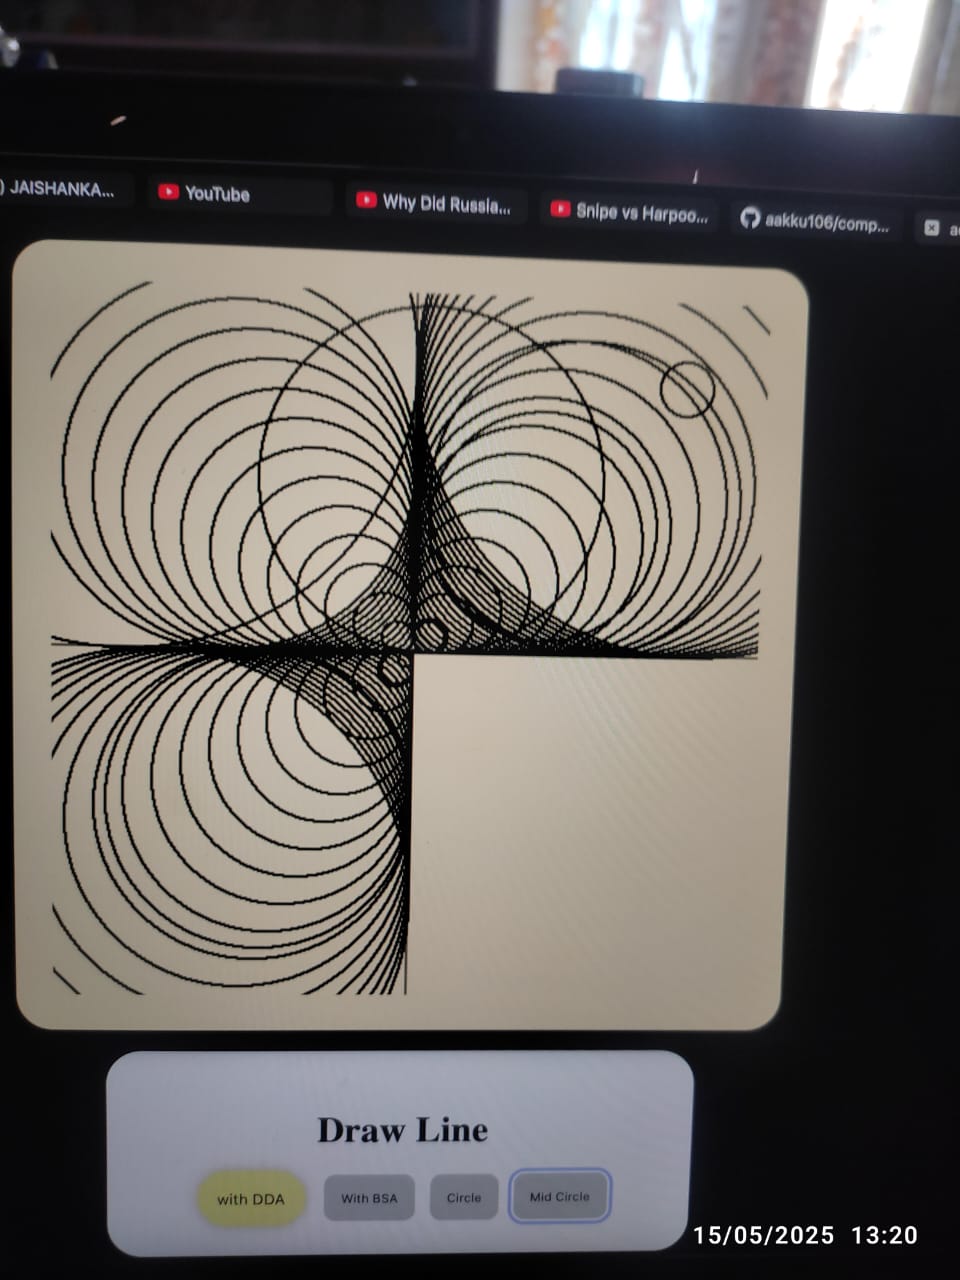 ) JAISHANKA...
YouTube
Why Did Russia...
Snipe vs Harpoo...
aakku106/comp...
Draw Line
with DDA
With BSA
Circle
Mid Circle
15/05/2025 13:20